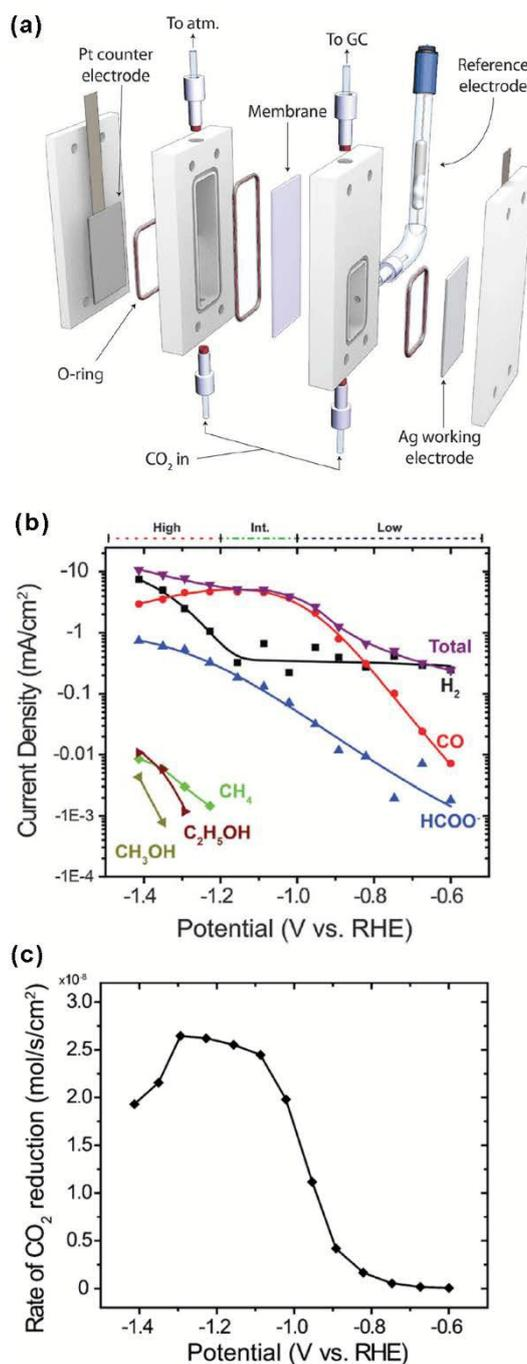 (a)
To atm.
To GC
Pt counter
electrode
Membrane
Reference
electrode
O-ring
CO₂ in
Ag working
electrode
(b)
High
Int.
Low
-10
-1
-0.1
-0.01
-1E-3
-1E-4
Current Density (mA/cm²)
Total
H₂
CO
HCOO⁻
CH₄
C₂H₅OH
CH₃OH
-1.4 -1.2 -1.0 -0.8 -0.6
Potential (V vs. RHE)
(c)
x10⁻⁸
3.0
2.5
2.0
1.5
1.0
0.5
0
Rate of CO₂ reduction (mol/s/cm²)
-1.4 -1.2 -1.0 -0.8 -0.6
Potential (V vs. RHE)